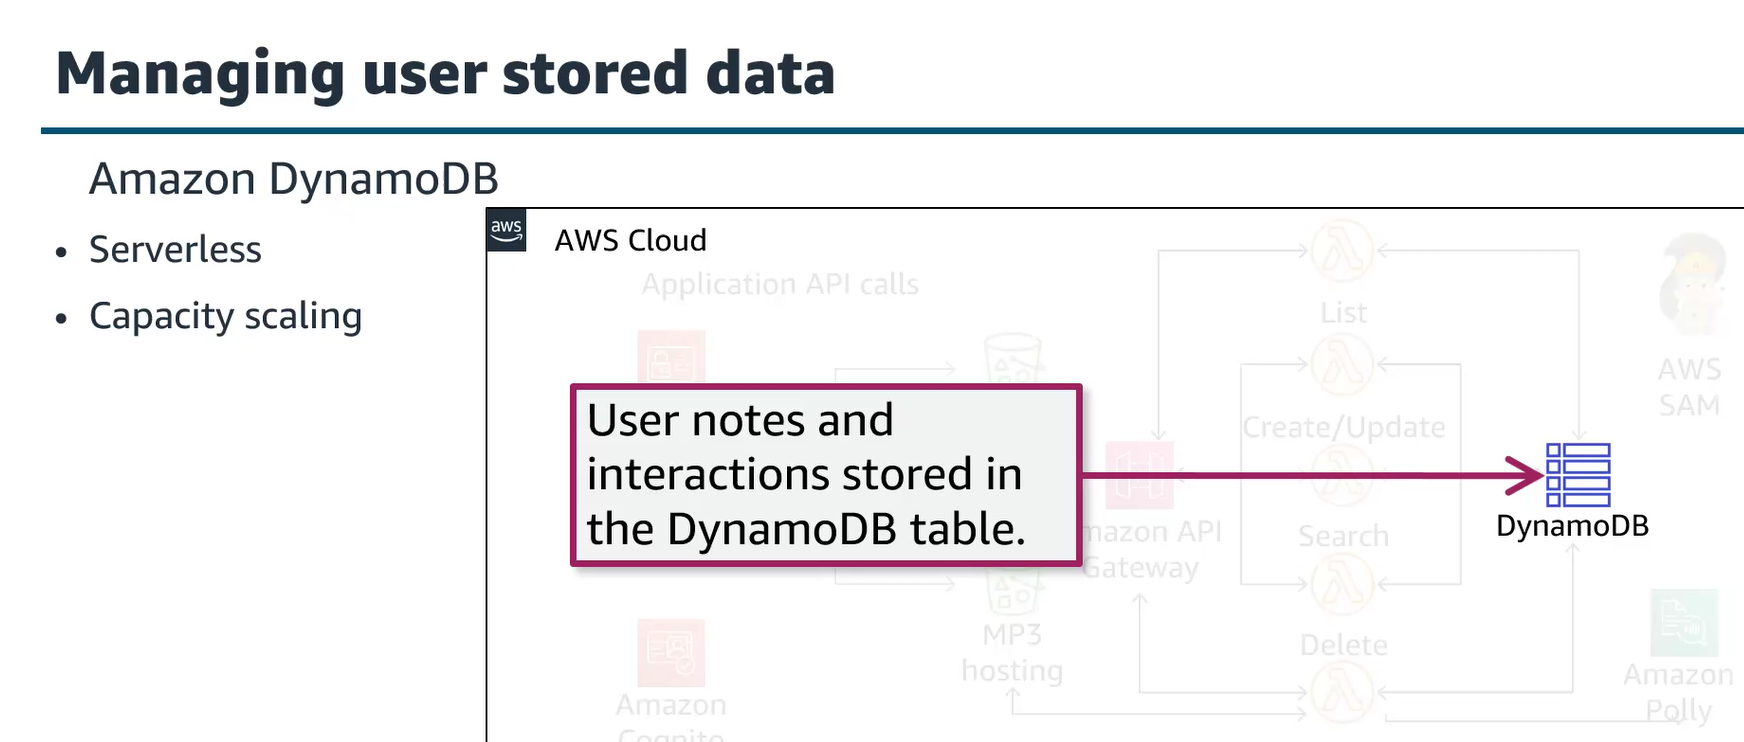 Managing user stored data
Amazon DynamoDB
• Serverless
• Capacity scaling
aws
AWS Cloud
Application API calls
List
AWS
SAM
User notes and
interactions stored in
the DynamoDB table.
Create/Update
DynamoDB
Search
API
Gateway
MP3
hosting
Delete
Amazon
Polly
Amazon